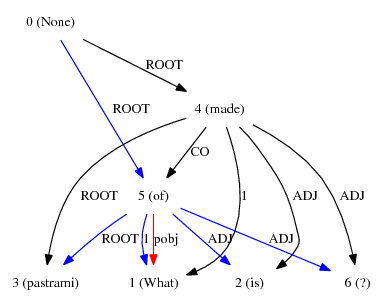 0 (None)
ROOT
ROOT
4 (made)
CO
ROOT
5 (of)
1
ADJ
ADJ
ROOT
1
pobj
ADJ
ADJ
3 (pastrami)
1 (What)
2 (is)
6 (?)